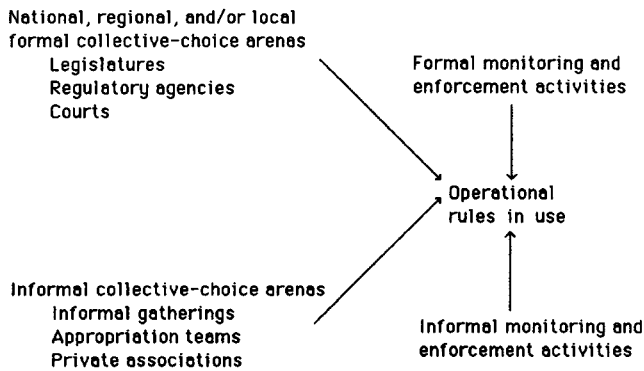 National, regional, and/or local
formal collective-choice arenas
Legislatures
Regulatory agencies
Courts
Formal monitoring and
enforcement activities
Operational
rules in use
Informal collective-choice arenas
Informal gatherings
Appropriation teams
Private associations
Informal monitoring and
enforcement activities